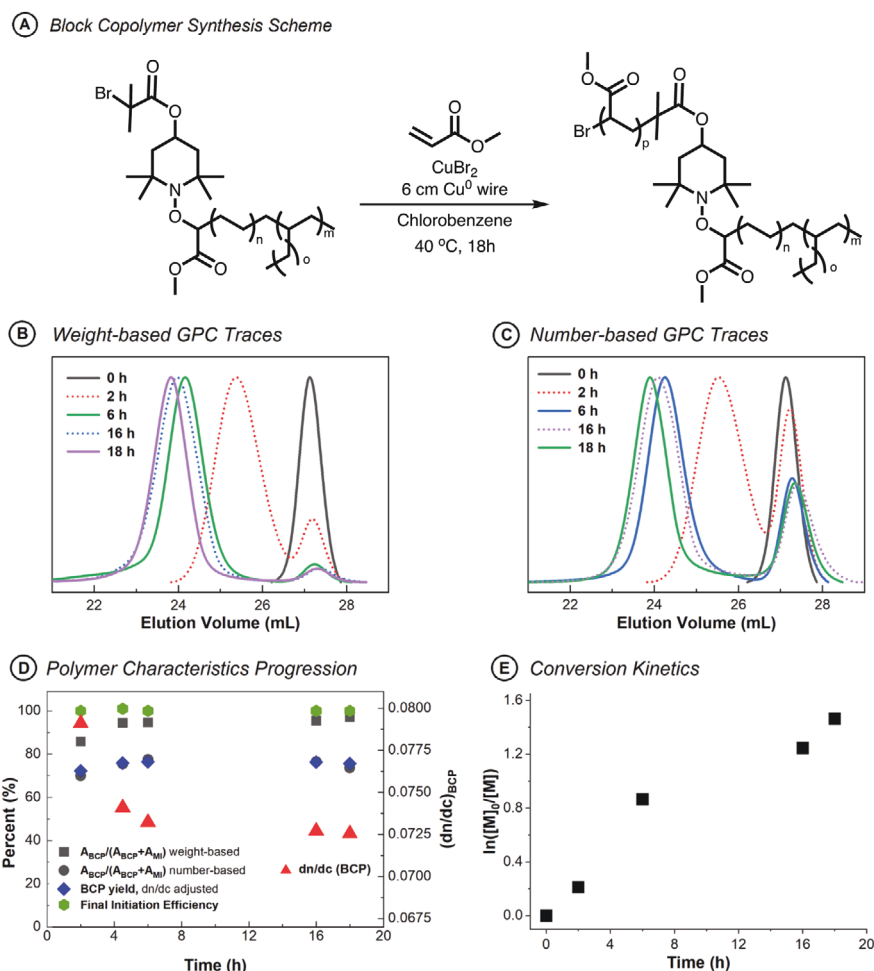 A Block Copolymer Synthesis Scheme
Br
O
O
N
O
n
m
o
O
O
O
CuBr2
6 cm Cu0 wire
Chlorobenzene
40 oC, 18h
O
O
O
O
Br
p
N
O
n
m
o
O
O
B Weight-based GPC Traces
0 h
2 h
6 h
16 h
18 h
22 24 26 28
Elution Volume (mL)
C Number-based GPC Traces
0 h
2 h
6 h
16 h
18 h
22 24 26 28
Elution Volume (mL)
D Polymer Characteristics Progression
Percent (%)
100
80
60
40
20
0
ABCP/(ABCP+AMI) weight-based
ABCP/(ABCP+AMI) number-based
BCP yield, dn/dc adjusted
Final Initiation Efficiency
dn/dc (BCP)
0.0800
0.0775
0.0750
0.0725
0.0700
0.0675
(dn/dc)BCP
0 4 8 12 16 20
Time (h)
E Conversion Kinetics
ln([M]0/[M])
1.6
1.2
0.8
0.4
0.0
0 4 8 12 16 20
Time (h)